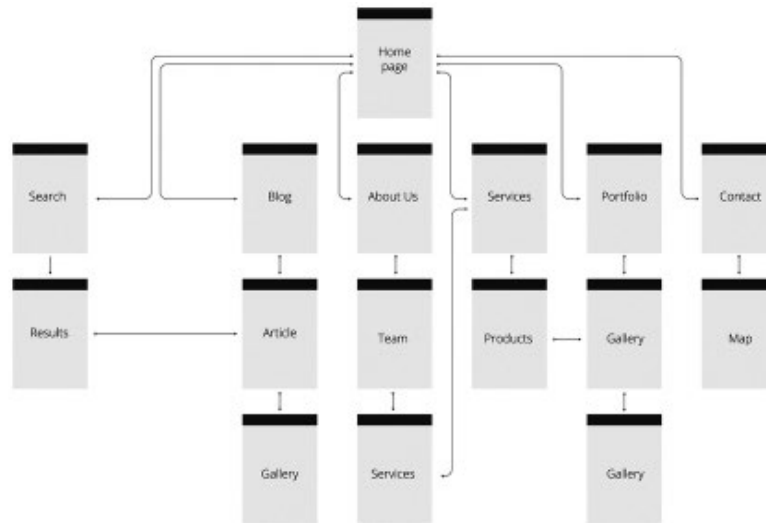 Home
page
Search
Blog
About Us
Services
Portfolio
Contact
Results
Article
Team
Products
Gallery
Map
Gallery
Services
Gallery